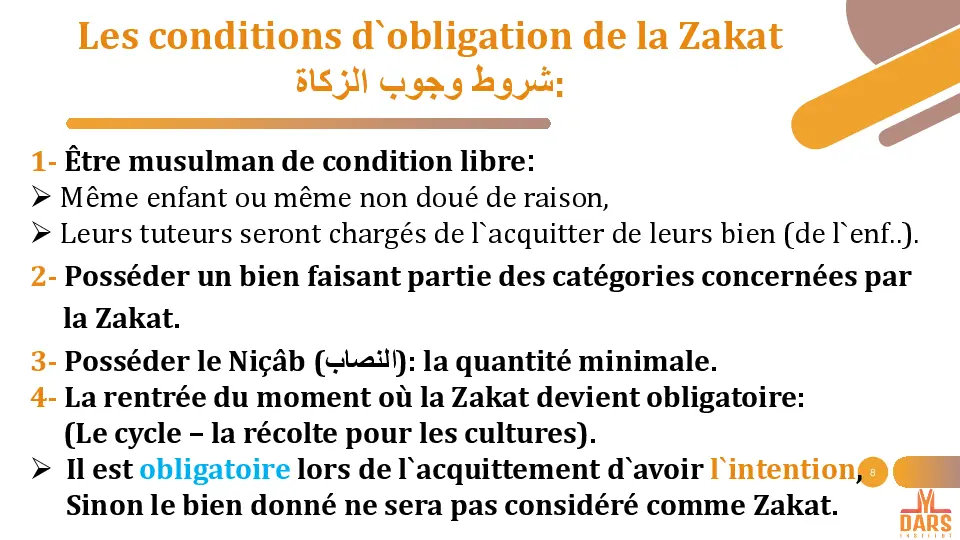 Les conditions d`obligation de la Zakat
شروط وجوب الزكاة:
1- Être musulman de condition libre:
➢ Même enfant ou même non doué de raison,
➢ Leurs tuteurs seront chargés de l`acquitter de leurs bien (de l`enf..).
2- Posséder un bien faisant partie des catégories concernées par
la Zakat.
3- Posséder le Niçâb (النصاب): la quantité minimale.
4- La rentrée du moment où la Zakat devient obligatoire:
(Le cycle – la récolte pour les cultures).
➢ Il est obligatoire lors de l`acquittement d`avoir l`intention,
Sinon le bien donné ne sera pas considéré comme Zakat.
8
DARS
INSTITUT